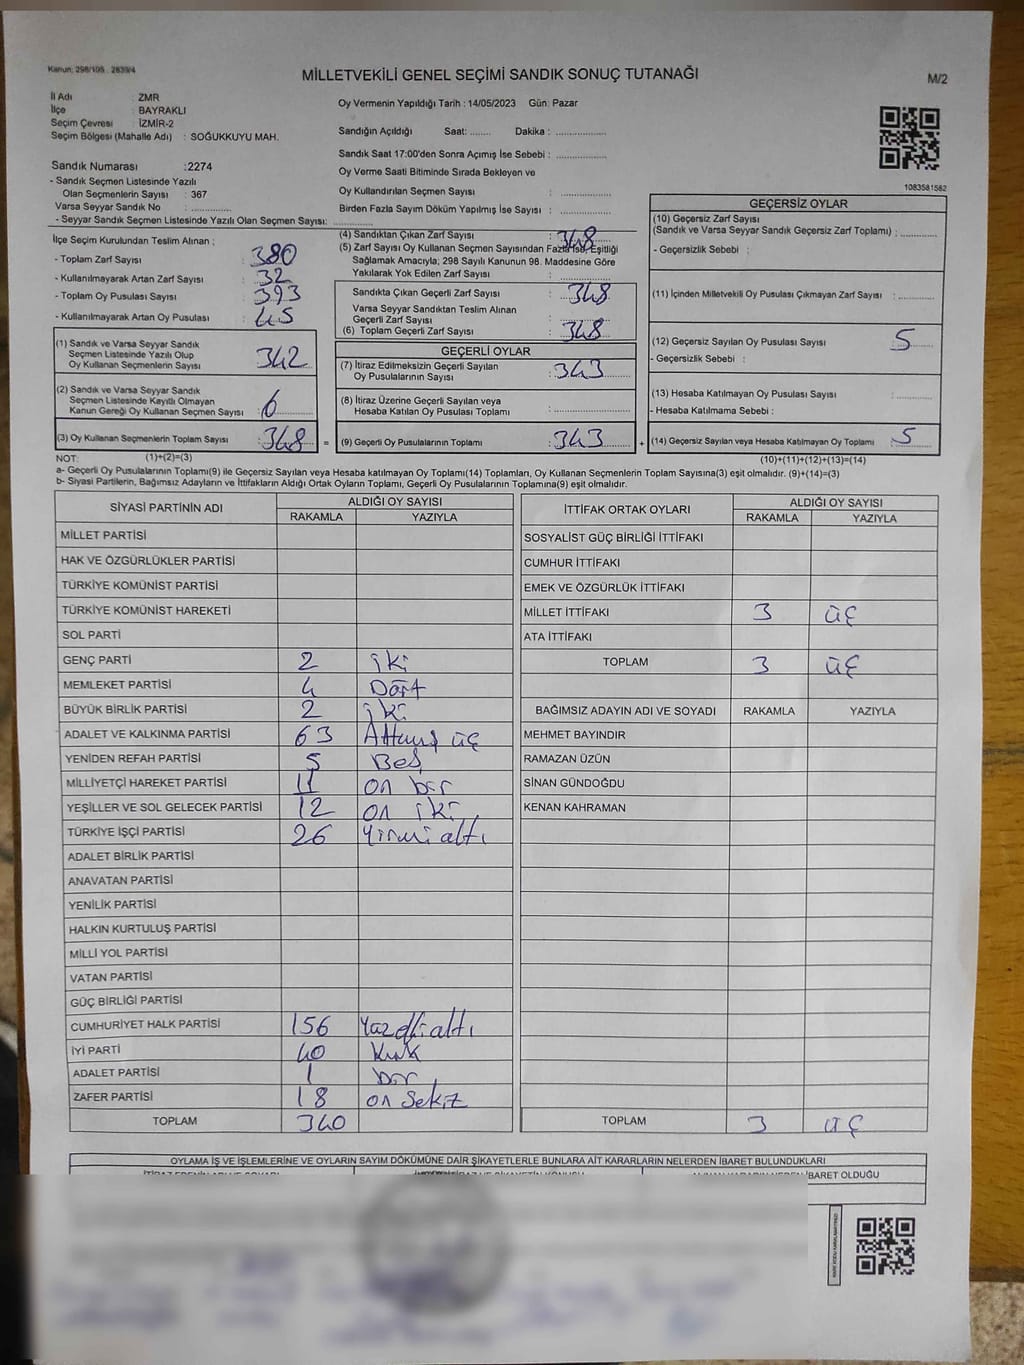 Kanun: 298/105 . 2839/4
MİLLETVEKİLİ GENEL SEÇİMİ SANDIK SONUÇ TUTANAĞI
M/2
İl Adı : ZMR
İlçe : BAYRAKLI
Seçim Çevresi : İZMİR-2
Seçim Bölgesi (Mahalle Adı) : SOĞUKKUYU MAH.
Oy Vermenin Yapıldığı Tarih : 14/05/2023 Gün: Pazar
Sandığın Açıldığı Saat: ........ Dakika : ..................
Sandık Saat 17:00'den Sonra Açımış İse Sebebi : ..................
Oy Verme Saati Bitiminde Sırada Bekleyen ve
Oy Kullandırılan Seçmen Sayısı : ..................
Birden Fazla Sayım Döküm Yapılmış İse Sayısı : ..................
1083581582
Sandık Numarası :2274
- Sandık Seçmen Listesinde Yazılı
Olan Seçmenlerin Sayısı : 367
Varsa Seyyar Sandık No : ..............
- Seyyar Sandık Seçmen Listesinde Yazılı Olan Seçmen Sayısı: ..............
İlçe Seçim Kurulundan Teslim Alınan :
- Toplam Zarf Sayısı : 380
- Kullanılmayarak Artan Zarf Sayısı : 32
- Toplam Oy Pusulası Sayısı : 393
- Kullanılmayarak Artan Oy Pusulası : 45
(1) Sandık ve Varsa Seyyar Sandık
Seçmen Listesinde Yazılı Olup
Oy Kullanan Seçmenlerin Sayısı : 342
(2) Sandık ve Varsa Seyyar Sandık
Seçmen Listesinde Kayıtlı Olmayan
Kanun Gereği Oy Kullanan Seçmen Sayısı : 6
(3) Oy Kullanan Seçmenlerin Toplam Sayısı : 348 =
(4) Sandıktan Çıkan Zarf Sayısı : 348
(5) Zarf Sayısı Oy Kullanan Seçmen Sayısından Fazla İse, Eşitliği
Sağlamak Amacıyla; 298 Sayılı Kanunun 98. Maddesine Göre
Yakılarak Yok Edilen Zarf Sayısı : ..............
Sandıkta Çıkan Geçerli Zarf Sayısı : 348
Varsa Seyyar Sandıktan Teslim Alınan
Geçerli Zarf Sayısı : ..............
(6) Toplam Geçerli Zarf Sayısı : 348
GEÇERLİ OYLAR
(7) İtiraz Edilmeksizin Geçerli Sayılan
Oy Pusulalarının Sayısı : 343
(8) İtiraz Üzerine Geçerli Sayılan veya
Hesaba Katılan Oy Pusulası Toplamı : ..............
(9) Geçerli Oy Pusulalarının Toplamı : 343 +
GEÇERSİZ OYLAR
(10) Geçersiz Zarf Sayısı
(Sandık ve Varsa Seyyar Sandık Geçersiz Zarf Toplamı) : ..........
- Geçersizlik Sebebi :
(11) İçinden Milletvekili Oy Pusulası Çıkmayan Zarf Sayısı : ..........
(12) Geçersiz Sayılan Oy Pusulası Sayısı : 5
- Geçersizlik Sebebi :
(13) Hesaba Katılmayan Oy Pusulası Sayısı : ..........
- Hesaba Katılmama Sebebi :
(14) Geçersiz Sayılan veya Hesaba Katılmayan Oy Toplamı : 5
NOT: (1)+(2)=(3) (10)+(11)+(12)+(13)=(14)
a- Geçerli Oy Pusulalarının Toplamı(9) ile Geçersiz Sayılan veya Hesaba katılmayan Oy Toplamı(14) Toplamları, Oy Kullanan Seçmenlerin Toplam Sayısına(3) eşit olmalıdır. (9)+(14)=(3)
b- Siyasi Partilerin, Bağımsız Adayların ve İttifakların Aldığı Ortak Oyların Toplamı, Geçerli Oy Pusulalarının Toplamına(9) eşit olmalıdır.
SİYASİ PARTİNİN ADI ALDIĞI OY SAYISI
RAKAMLA YAZIYLA
MİLLET PARTİSİ
HAK VE ÖZGÜRLÜKLER PARTİSİ
TÜRKİYE KOMÜNİST PARTİSİ
TÜRKİYE KOMÜNİST HAREKETİ
SOL PARTİ
GENÇ PARTİ 2 iki
MEMLEKET PARTİSİ 4 Dört
BÜYÜK BİRLİK PARTİSİ 2 iki
ADALET VE KALKINMA PARTİSİ 63 Altmış üç
YENİDEN REFAH PARTİSİ 5 Beş
MİLLİYETÇİ HAREKET PARTİSİ 11 on bir
YEŞİLLER VE SOL GELECEK PARTİSİ 12 on iki
TÜRKİYE İŞÇİ PARTİSİ 26 Yirmi altı
ADALET BİRLİK PARTİSİ
ANAVATAN PARTİSİ
YENİLİK PARTİSİ
HALKIN KURTULUŞ PARTİSİ
MİLLİ YOL PARTİSİ
VATAN PARTİSİ
GÜÇ BİRLİĞİ PARTİSİ
CUMHURİYET HALK PARTİSİ 156
İYİ PARTİ 40 Kırk
ADALET PARTİSİ 1 bir
ZAFER PARTİSİ 18 on Sekiz
TOPLAM 340
İTTİFAK ORTAK OYLARI ALDIĞI OY SAYISI
RAKAMLA YAZIYLA
SOSYALİST GÜÇ BİRLİĞİ İTTİFAKI
CUMHUR İTTİFAKI
EMEK VE ÖZGÜRLÜK İTTİFAKI
MİLLET İTTİFAKI 3 üç
ATA İTTİFAKI
TOPLAM 3 üç
BAĞIMSIZ ADAYIN ADI VE SOYADI RAKAMLA YAZIYLA
MEHMET BAYINDIR
RAMAZAN ÜZÜN
SİNAN GÜNDOĞDU
KENAN KAHRAMAN
TOPLAM 3 üç
OYLAMA İŞ VE İŞLEMLERİNE VE OYLARIN SAYIM DÖKÜMÜNE DAİR ŞİKAYETLERLE BUNLARA AİT KARARLARIN NELERDEN İBARET BULUNDUKLARI
İBARET OLDUĞU